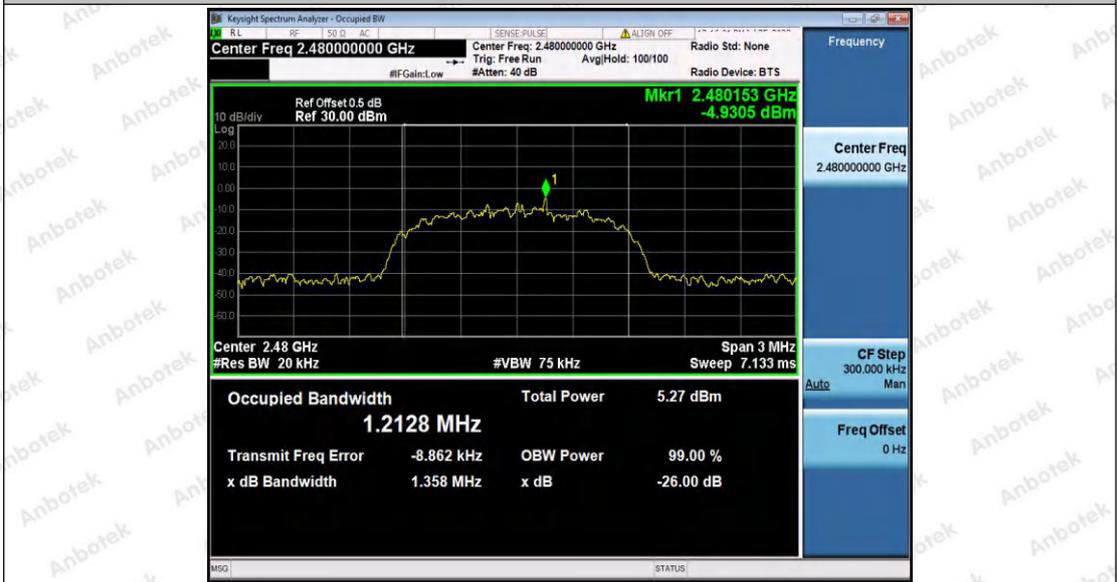 Keysight Spectrum Analyzer - Occupied BW
RL RF 50 Ω AC SENSE:PULSE ALIGN OFF
Center Freq 2.480000000 GHz
Center Freq: 2.480000000 GHz
Trig: Free Run Avg|Hold: 100/100
#IFGain:Low #Atten: 40 dB
Radio Std: None
Radio Device: BTS
Frequency
Ref Offset 0.5 dB
10 dB/div Ref 30.00 dBm
Mkr1 2.480153 GHz
-4.9305 dBm
Log
20.0
10.0
0.00
-10.0
-20.0
-30.0
-40.0
-50.0
-60.0
1
Center 2.48 GHz Span 3 MHz
#Res BW 20 kHz #VBW 75 kHz Sweep 7.133 ms
Occupied Bandwidth Total Power 5.27 dBm
1.2128 MHz
Transmit Freq Error -8.862 kHz OBW Power 99.00 %
x dB Bandwidth 1.358 MHz x dB -26.00 dB
Center Freq
2.480000000 GHz
CF Step
300.000 kHz
Auto Man
Freq Offset
0 Hz
MSG STATUS
Anbotek